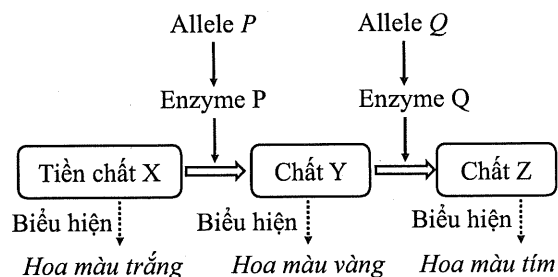 Allele P Allele Q
Enzyme P Enzyme Q
Tiền chất X Chất Y Chất Z
Biểu hiện Biểu hiện Biểu hiện
Hoa màu trắng Hoa màu vàng Hoa màu tím